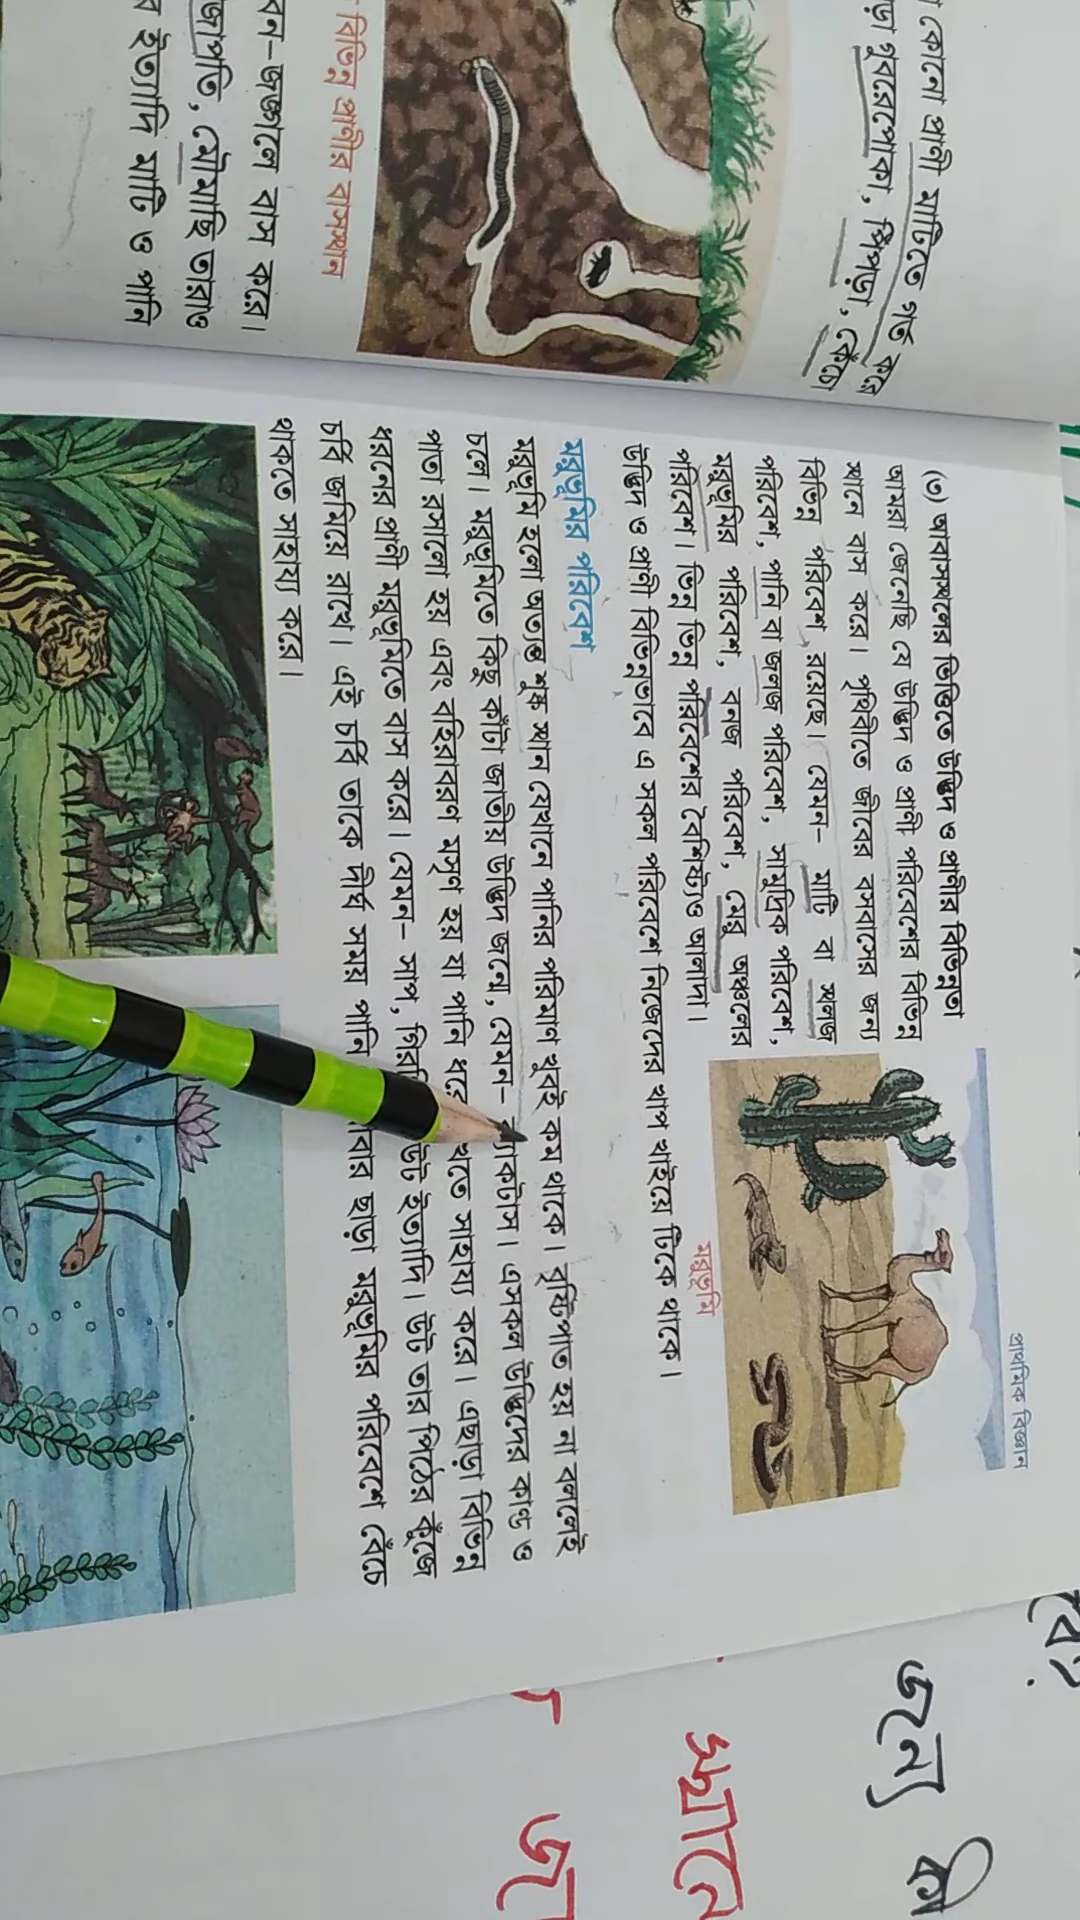 কোনো প্রাণী মাটিতে গর্ত করে
ঘুবরেপোকা, পিপড়া, কেঁচো
বিভিন্ন প্রাণীর বাসস্থান
বন-জঙ্গলে বাস করে।
মৌমাছি তারাও
ইত্যাদি মাটি ও পানি
প্রাথমিক বিজ্ঞান
(৩) আবাসস্থলের ভিত্তিতে উদ্ভিদ ও প্রাণীর বিভিন্নতা
আমরা জেনেছি যে উদ্ভিদ ও প্রাণী পরিবেশের বিভিন্ন
স্থানে বাস করে। পৃথিবীতে জীবের বসবাসের জন্য
বিভিন্ন পরিবেশ রয়েছে। যেমন- মাটি বা স্থলজ
পরিবেশ, পানি বা জলজ পরিবেশ, সামুদ্রিক পরিবেশ,
মরুভূমির পরিবেশ, বনজ পরিবেশ, মেরু অঞ্চলের
পরিবেশ। ভিন্ন ভিন্ন পরিবেশের বৈশিষ্ট্যও আলাদা।
উদ্ভিদ ও প্রাণী বিভিন্নভাবে এ সকল পরিবেশে নিজেদের খাপ খাইয়ে টিকে থাকে।
মরুভূমি
মরুভূমির পরিবেশ
মরুভূমি হলো অত্যন্ত শুষ্ক স্থান যেখানে পানির পরিমাণ খুবই কম থাকে। বৃষ্টিপাত হয় না বললেই
চলে। মরুভূমিতে কিছু কাঁটা জাতীয় উদ্ভিদ জন্মে, যেমন- ক্যাকটাস। এসকল উদ্ভিদের কাণ্ড ও
পাতা রসালো হয় এবং বহিরাবরণ মসৃণ হয় যা পানি ধরে সাহায্য করে। এছাড়া বিভিন্ন
ধরনের প্রাণী মরুভূমিতে বাস করে। যেমন- সাপ, উট ইত্যাদি। উট তার পিঠের কুঁজে
চর্বি জমিয়ে রাখে। এই চর্বি তাকে দীর্ঘ সময় পানি ছাড়া মরুভূমির পরিবেশে বেঁচে
থাকতে সাহায্য করে।
জন্য কী
স্থানে